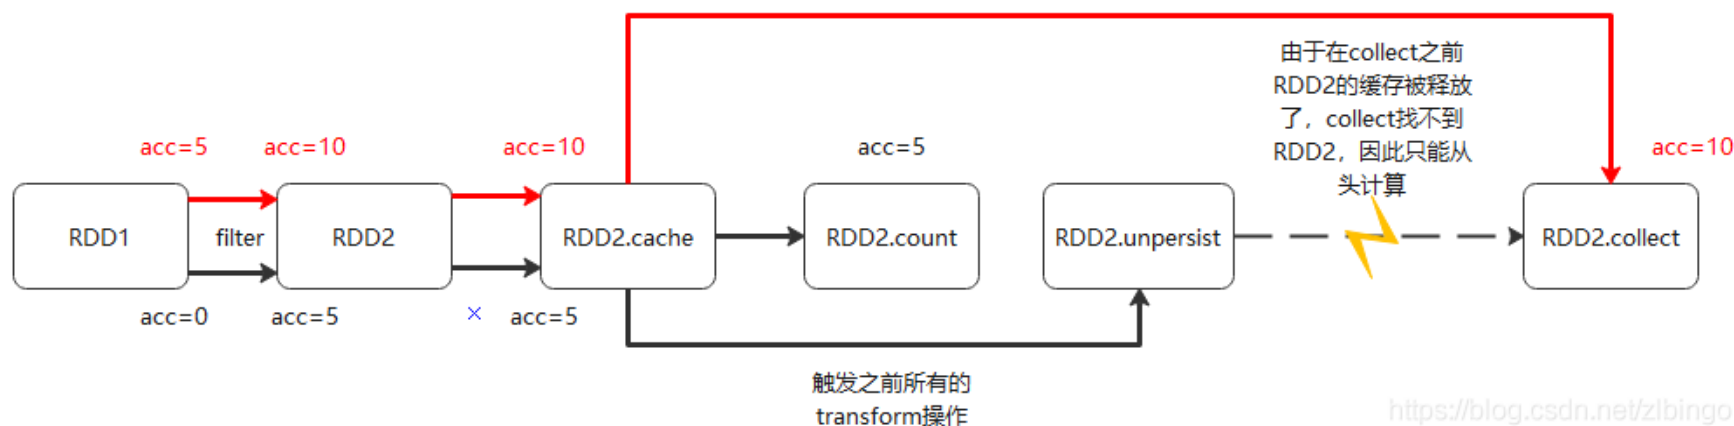 由于在collect之前
RDD2的缓存被释放
了，collect找不到
RDD2，因此只能从
头计算
acc=5
acc=10
acc=10
acc=5
acc=10
RDD1
filter
RDD2
RDD2.cache
RDD2.count
RDD2.unpersist
RDD2.collect
acc=0
acc=5
×
acc=5
触发之前所有的
transform操作
https://blog.csdn.net/zlbingo